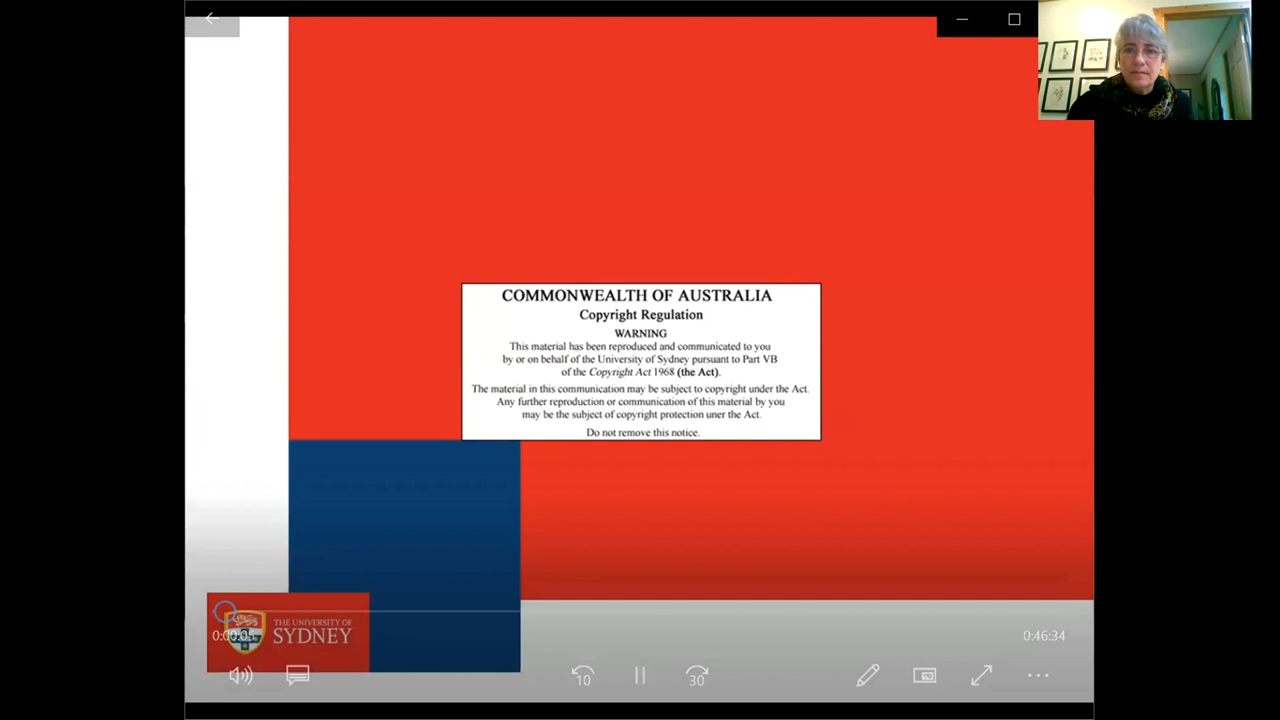 COMMONWEALTH OF AUSTRALIA
Copyright Regulation
WARNING
This material has been reproduced and communicated to you
by or on behalf of the University of Sydney pursuant to Part VB
of the Copyright Act 1968 (the Act).
The material in this communication may be subject to copyright under the Act.
Any further reproduction or communication of this material by you
may be the subject of copyright protection uner the Act.
Do not remove this notice.
THE UNIVERSITY OF
SYDNEY
0:00:05
0:46:34
10
30